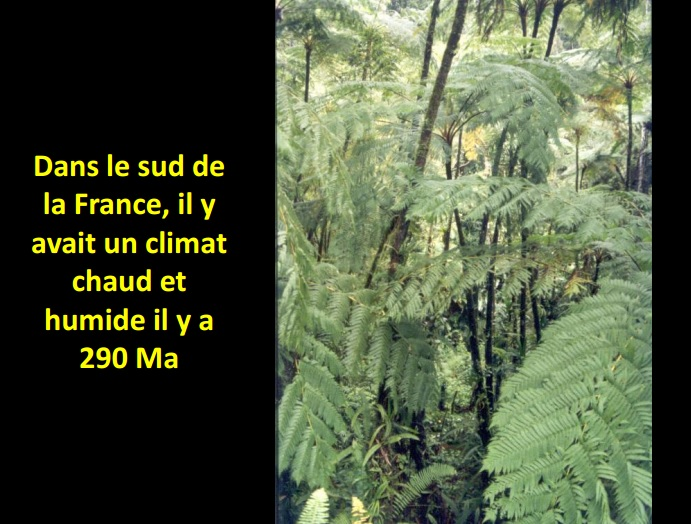 Dans le sud de
la France, il y
avait un climat
chaud et
humide il y a
290 Ma